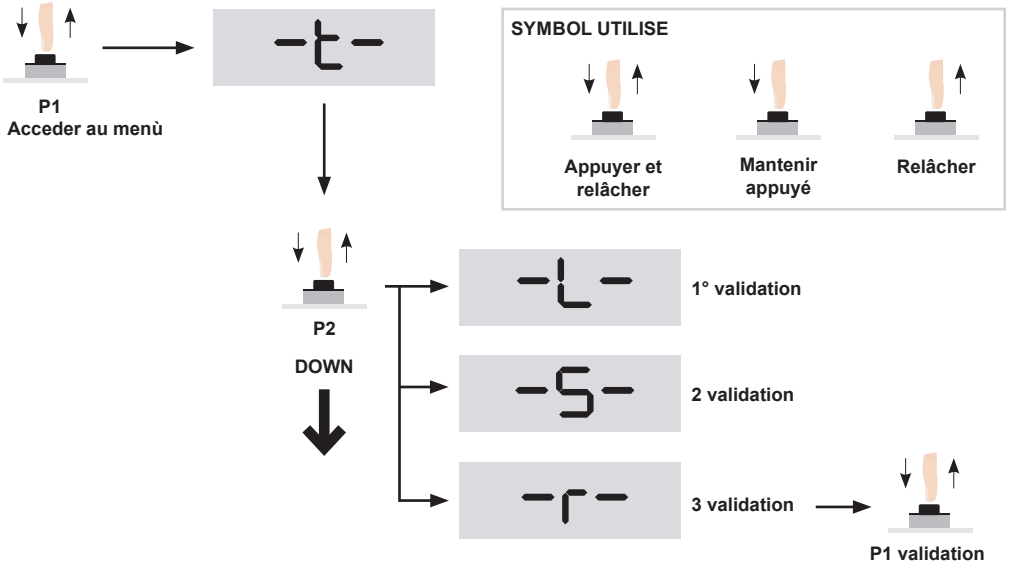 P1
Acceder au menù
-t-
SYMBOL UTILISE
Appuyer et
relâcher
Mantenir
appuyé
Relâcher
P2
DOWN
-L-
1° validation
-S-
2 validation
-r-
3 validation
P1 validation